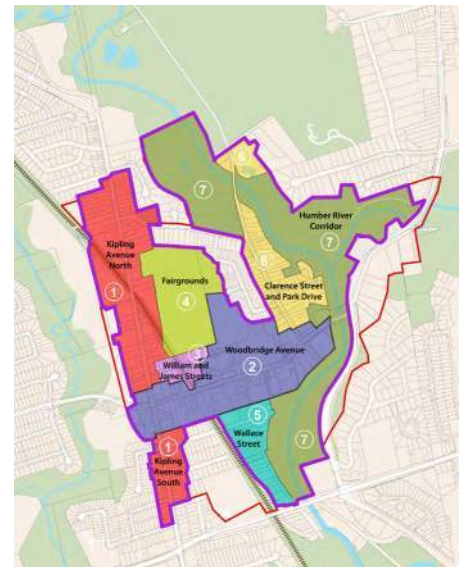 6
7
Humber River
Corridor
7
Kipling
Avenue
North
1
Fairgrounds
4
6
Clarence Street
and Park Drive
3
William and
James Streets
Woodbridge Avenue
2
5
Wallace
Street
1
Kipling
Avenue
South
7